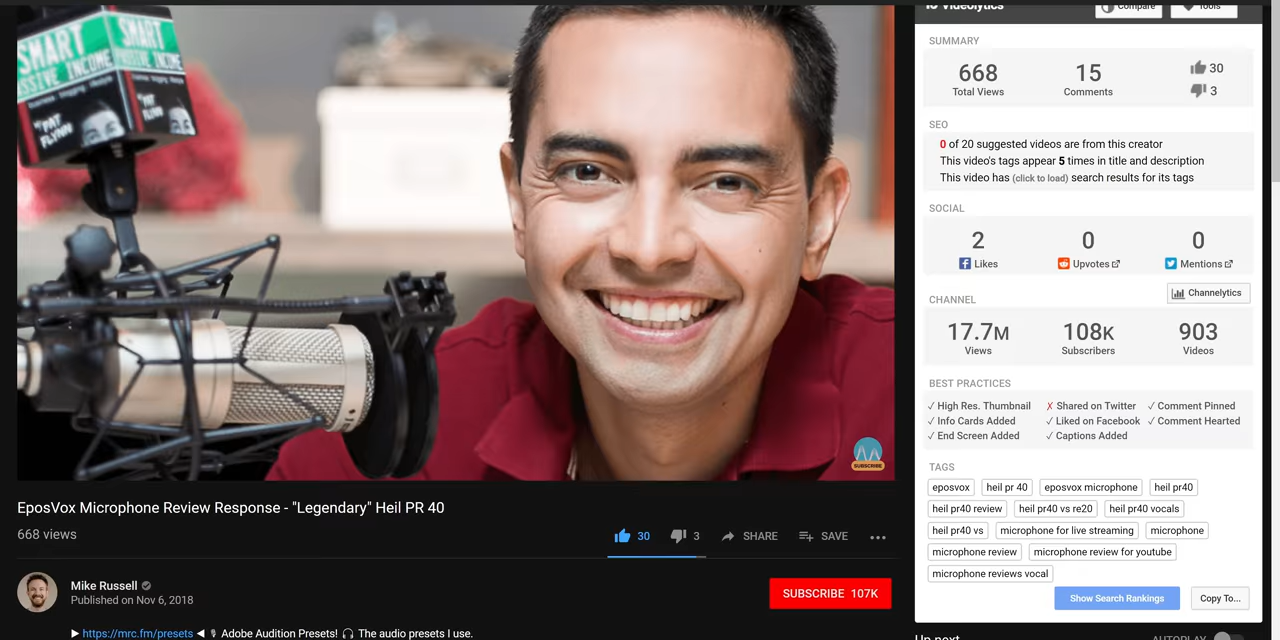 SMART
SMART
PASSIVE INCOME
PASSIVE INCOME
PAT
FLYNN
PAT
FLYNN
SUBSCRIBE
EposVox Microphone Review Response - "Legendary" Heil PR 40
668 views
30
3
SHARE
SAVE
Mike Russell
Published on Nov 6, 2018
SUBSCRIBE 107K
▶ https://mrc.fm/presets ◀ 🎙 Adobe Audition Presets! 🎧 The audio presets I use.
Videolytics
Compare
Tools
SUMMARY
668
Total Views
15
Comments
30
3
SEO
0 of 20 suggested videos are from this creator
This video's tags appear 5 times in title and description
This video has (click to load) search results for its tags
SOCIAL
2
Likes
0
Upvotes
0
Mentions
Channelytics
CHANNEL
17.7M
Views
108K
Subscribers
903
Videos
BEST PRACTICES
✓ High Res. Thumbnail ✗ Shared on Twitter ✓ Comment Pinned
✓ Info Cards Added ✓ Liked on Facebook ✓ Comment Hearted
✓ End Screen Added ✓ Captions Added
TAGS
eposvox heil pr 40 eposvox microphone heil pr40
heil pr40 review heil pr40 vs re20 heil pr40 vocals
heil pr40 vs microphone for live streaming microphone
microphone review microphone review for youtube
microphone reviews vocal
Show Search Rankings
Copy To...
Up next
AUTOPLAY